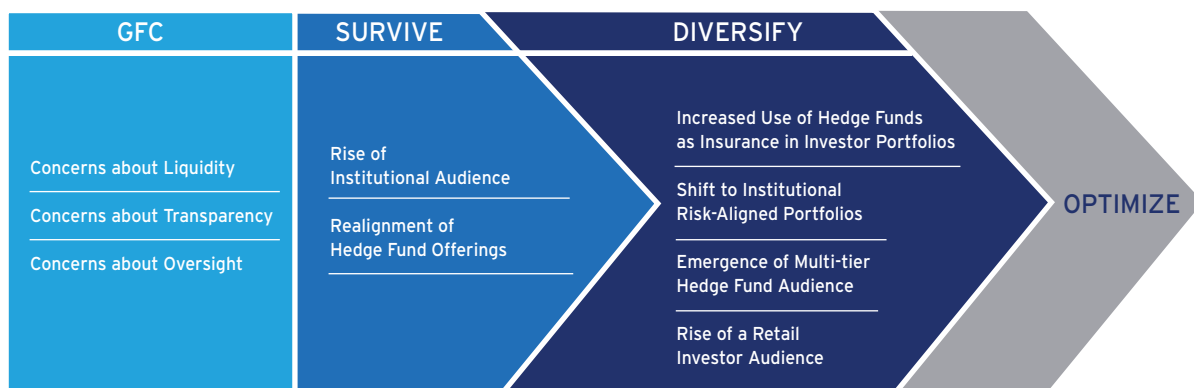 GFC
Concerns about Liquidity
Concerns about Transparency
Concerns about Oversight
SURVIVE
Rise of
Institutional Audience
Realignment of
Hedge Fund Offerings
DIVERSIFY
Increased Use of Hedge Funds
as Insurance in Investor Portfolios
Shift to Institutional
Risk-Aligned Portfolios
Emergence of Multi-tier
Hedge Fund Audience
Rise of a Retail
Investor Audience
OPTIMIZE